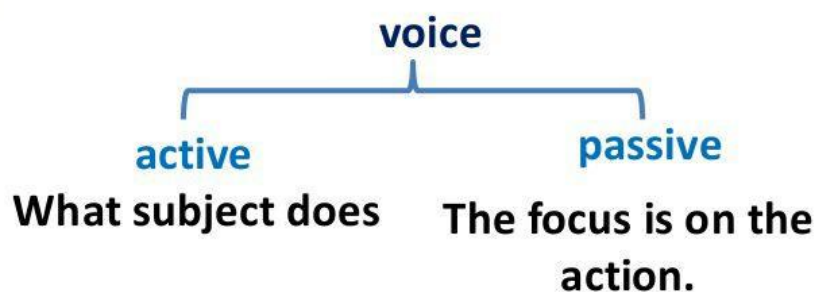 voice
active
passive
What subject does
The focus is on the
action.